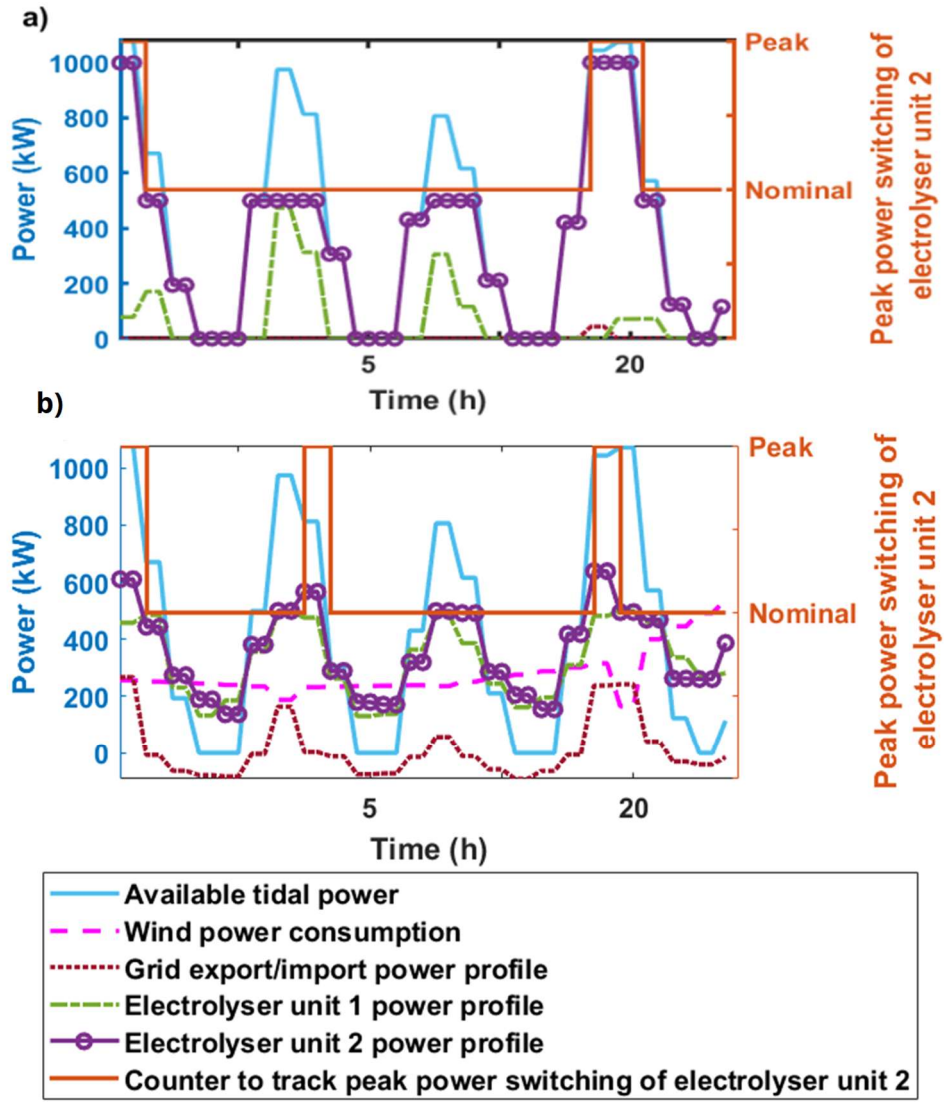 a)
Power (kW)
1000
800
600
400
200
0
5
20
Time (h)
Peak
Nominal
Peak power switching of
electrolyser unit 2
b)
Power (kW)
1000
800
600
400
200
0
5
20
Time (h)
Peak
Nominal
Peak power switching of
electrolyser unit 2
Available tidal power
Wind power consumption
Grid export/import power profile
Electrolyser unit 1 power profile
Electrolyser unit 2 power profile
Counter to track peak power switching of electrolyser unit 2